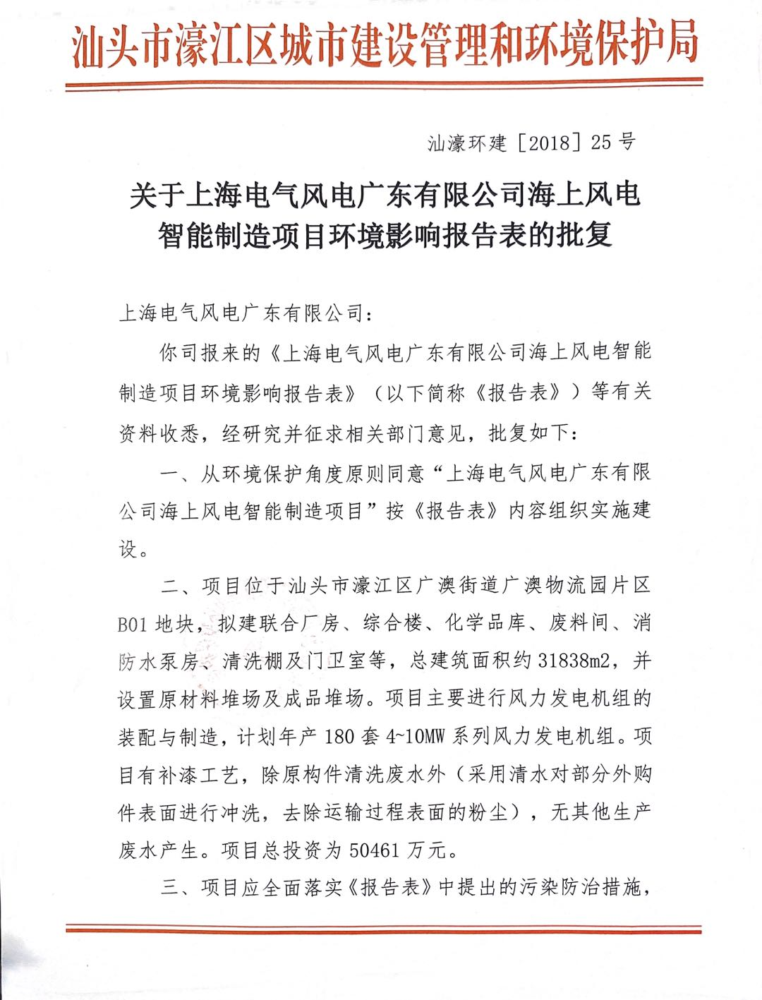 汕头市濠江区城市建设管理和环境保护局
汕濠环建［2018］25 号
关于上海电气风电广东有限公司海上风电
智能制造项目环境影响报告表的批复
上海电气风电广东有限公司：
你司报来的《上海电气风电广东有限公司海上风电智能
制造项目环境影响报告表》（以下简称《报告表》）等有关
资料收悉，经研究并征求相关部门意见，批复如下：
一、从环境保护角度原则同意“上海电气风电广东有限
公司海上风电智能制造项目”按《报告表》内容组织实施建
设。
二、项目位于汕头市濠江区广澳街道广澳物流园片区
B01 地块，拟建联合厂房、综合楼、化学品库、废料间、消
防水泵房、清洗棚及门卫室等，总建筑面积约 31838m2，并
设置原材料堆场及成品堆场。项目主要进行风力发电机组的
装配与制造，计划年产 180 套 4~10MW 系列风力发电机组。项
目有补漆工艺，除原构件清洗废水外（采用清水对部分外购
件表面进行冲洗，去除运输过程表面的粉尘），无其他生产
废水产生。项目总投资为 50461 万元。
三、项目应全面落实《报告表》中提出的污染防治措施，